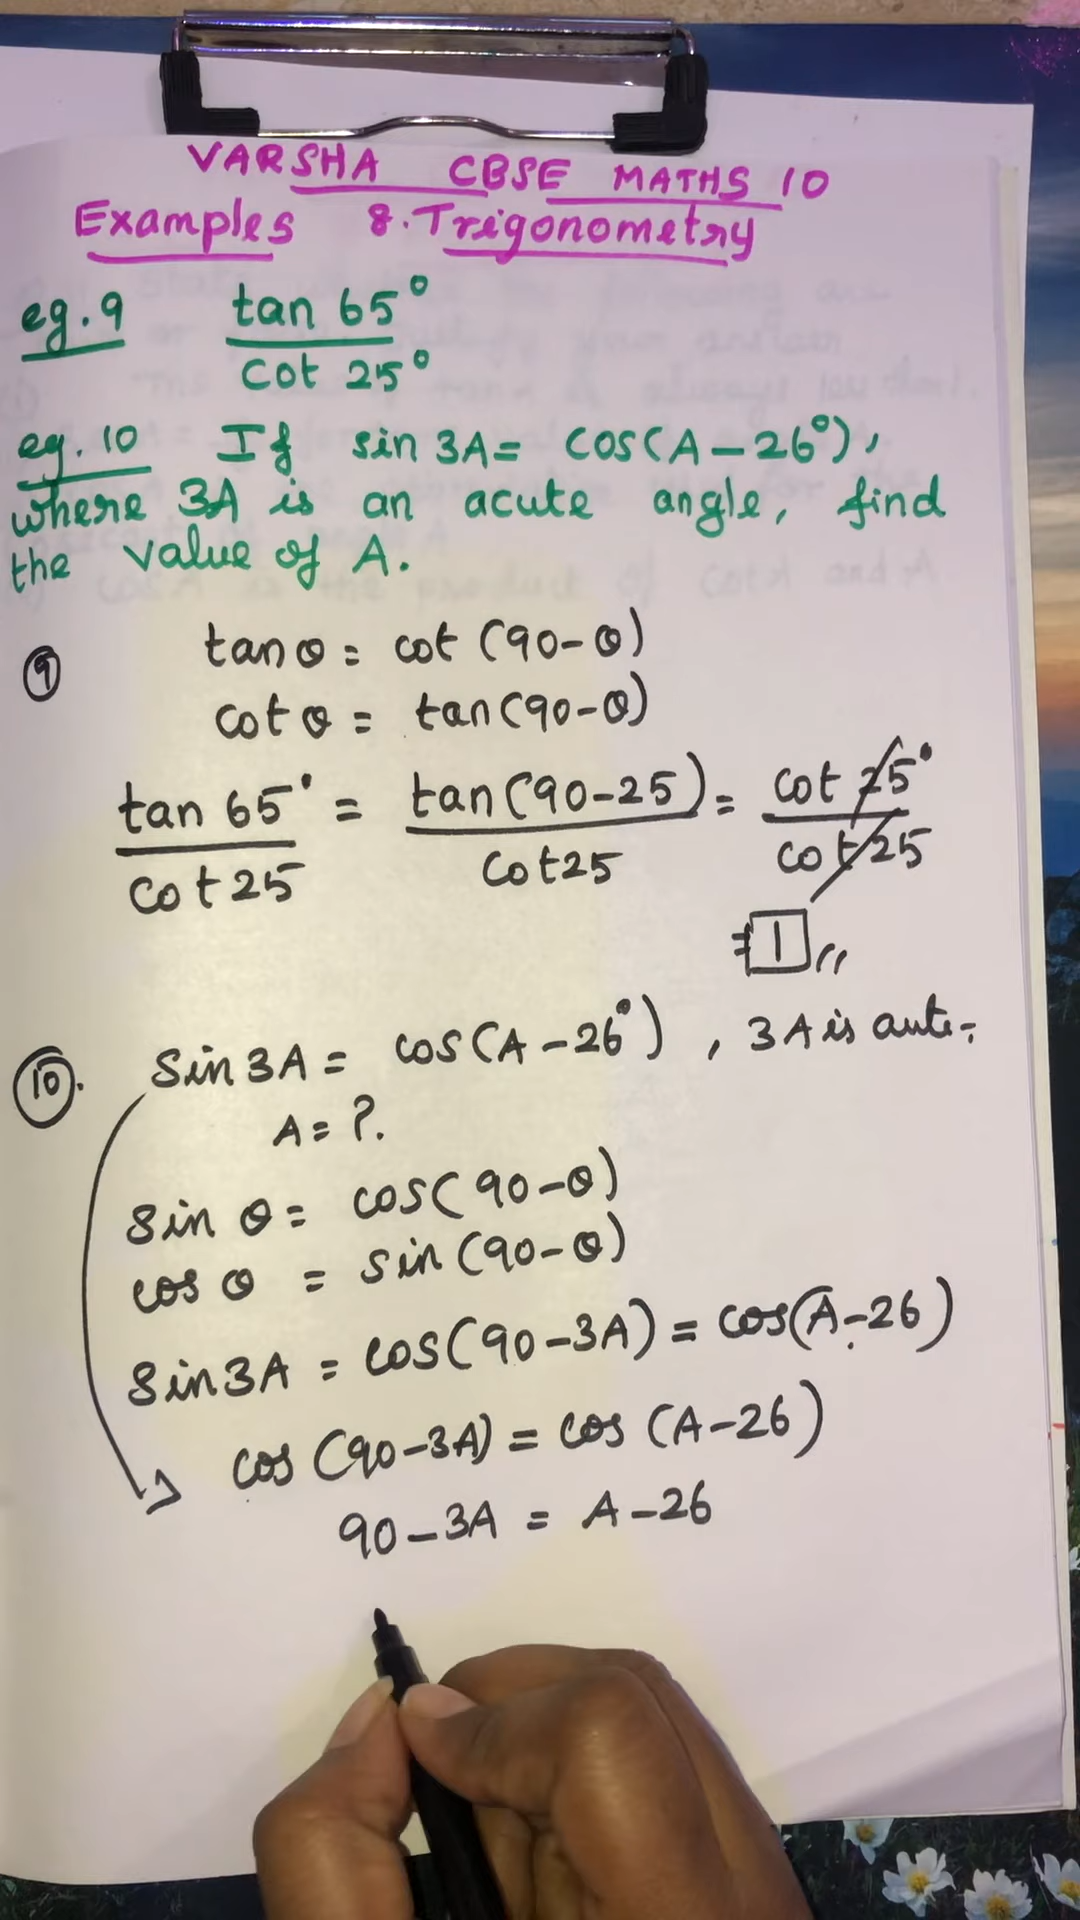 VARSHA CBSE MATHS 10
Examples 8. Trigonometry
eg. 9 tan 65° / cot 25°
eg. 10 If sin 3A = cos(A - 26°),
where 3A is an acute angle, find
the value of A.
9 tan θ = cot (90 - θ)
cot θ = tan(90 - θ)
tan 65° / cot 25 = tan(90 - 25) / cot 25 = cot 25° / cot 25
= 1 //
10. sin 3A = cos(A - 26°), 3A is acute.
A = ?.
sin θ = cos(90 - θ)
cos θ = sin (90 - θ)
sin 3A = cos(90 - 3A) = cos(A - 26)
cos (90 - 3A) = cos (A - 26)
90 - 3A = A - 26